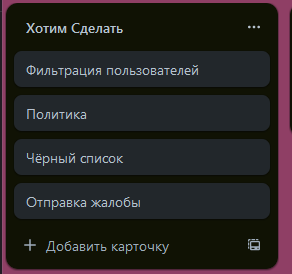 Хотим Сделать
Фильтрация пользователей
Политика
Чёрный список
Отправка жалобы
Добавить карточку